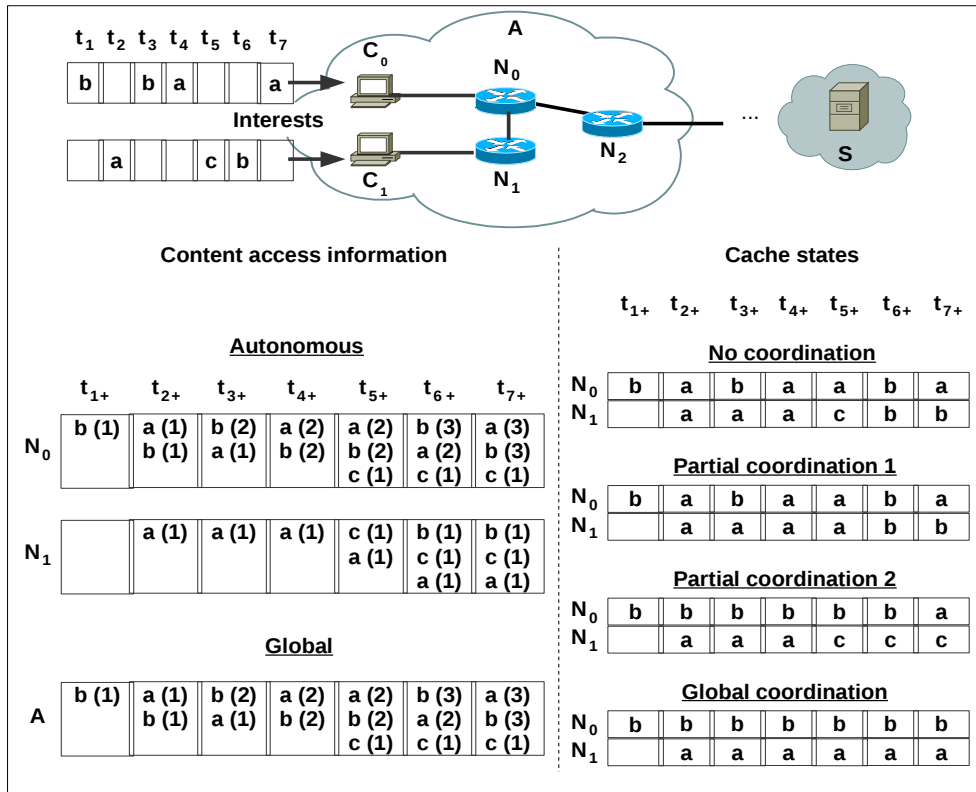 t1 t2 t3 t4 t5 t6 t7
b b a a
Interests
a c b
C0
C1
A
N0
N1
N2
...
S
Content access information
Autonomous
t1+ t2+ t3+ t4+ t5+ t6+ t7+
N0
b (1) a (1) b (2) a (2) a (2) b (3) a (3)
b (1) a (1) b (2) b (2) a (2) b (3)
c (1) c (1) c (1)
N1
a (1) a (1) a (1) c (1) b (1) b (1)
a (1) c (1) c (1)
a (1) a (1)
Global
A
b (1) a (1) b (2) a (2) a (2) b (3) a (3)
b (1) a (1) b (2) b (2) a (2) b (3)
c (1) c (1) c (1)
Cache states
t1+ t2+ t3+ t4+ t5+ t6+ t7+
No coordination
N0 b a b a a b a
N1 a a a c b b
Partial coordination 1
N0 b a b a a b a
N1 a a a a b b
Partial coordination 2
N0 b b b b b b a
N1 a a a c c c
Global coordination
N0 b b b b b b b
N1 a a a a a a